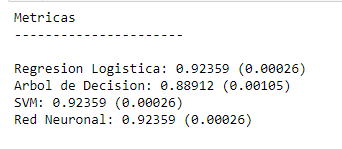 Metricas
----------------------
Regresion Logistica: 0.92359 (0.00026)
Arbol de Decision: 0.88912 (0.00105)
SVM: 0.92359 (0.00026)
Red Neuronal: 0.92359 (0.00026)